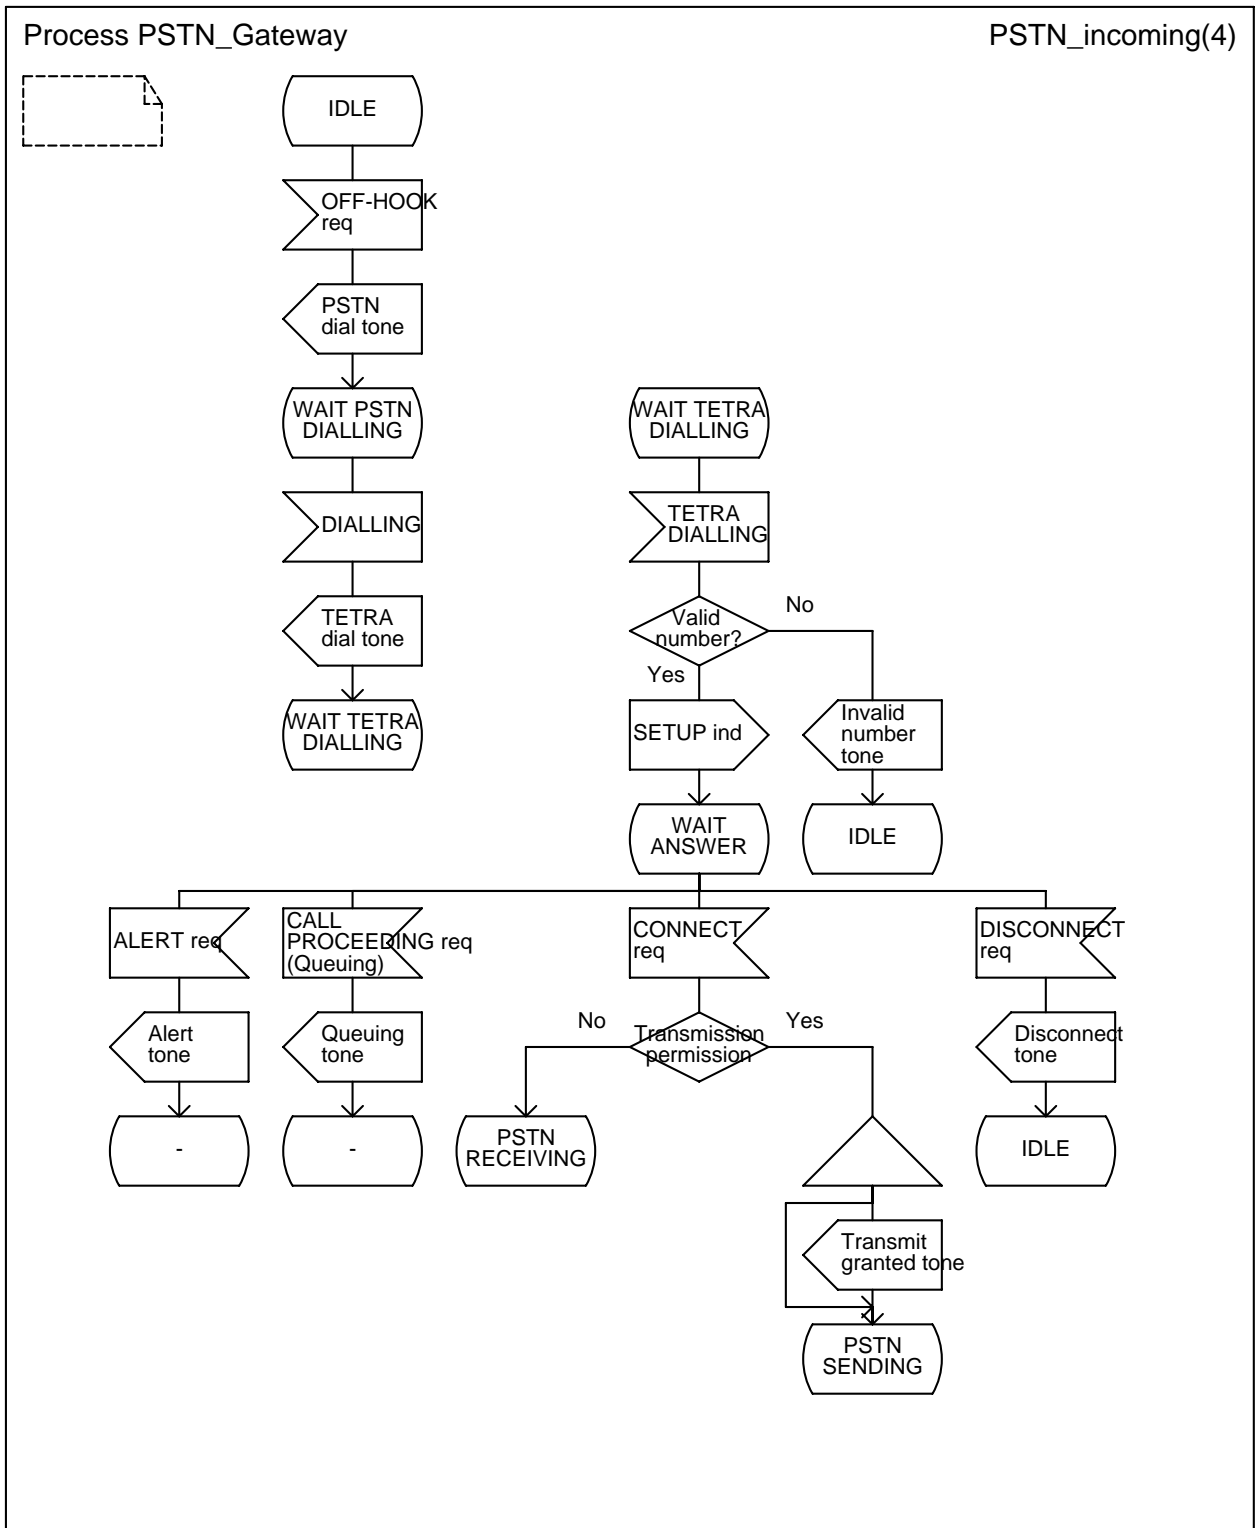 Process PSTN_Gateway
PSTN_incoming(4)
IDLE
OFF-HOOK
req
PSTN
dial tone
WAIT PSTN
DIALLING
DIALLING
TETRA
dial tone
WAIT TETRA
DIALLING
WAIT TETRA
DIALLING
TETRA
DIALLING
Valid
number?
No
Yes
SETUP ind
Invalid
number
tone
WAIT
ANSWER
IDLE
ALERT req
CALL
PROCEEDING req
(Queuing)
CONNECT
req
DISCONNECT
req
Alert
tone
Queuing
tone
No
Transmission
permission
Yes
Disconnect
tone
-
-
PSTN
RECEIVING
IDLE
Transmit
granted tone
PSTN
SENDING